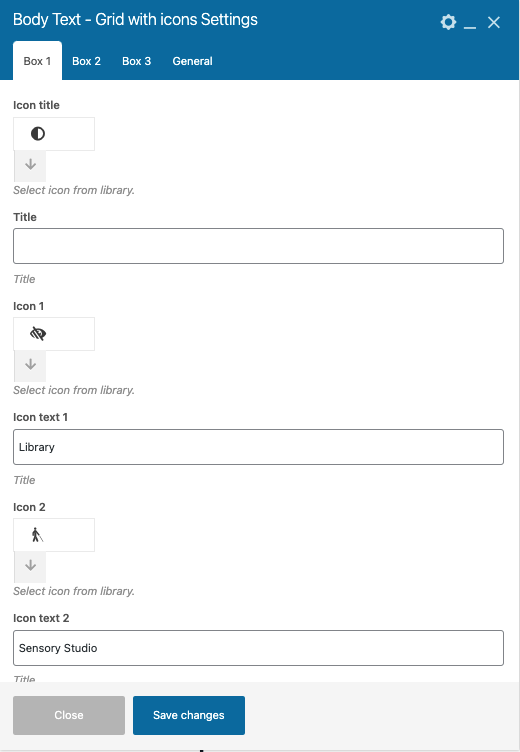 Body Text - Grid with icons Settings
Box 1 Box 2 Box 3 General
Icon title
Select icon from library.
Title
Title
Icon 1
Select icon from library.
Icon text 1
Library
Title
Icon 2
Select icon from library.
Icon text 2
Sensory Studio
Title
Close Save changes